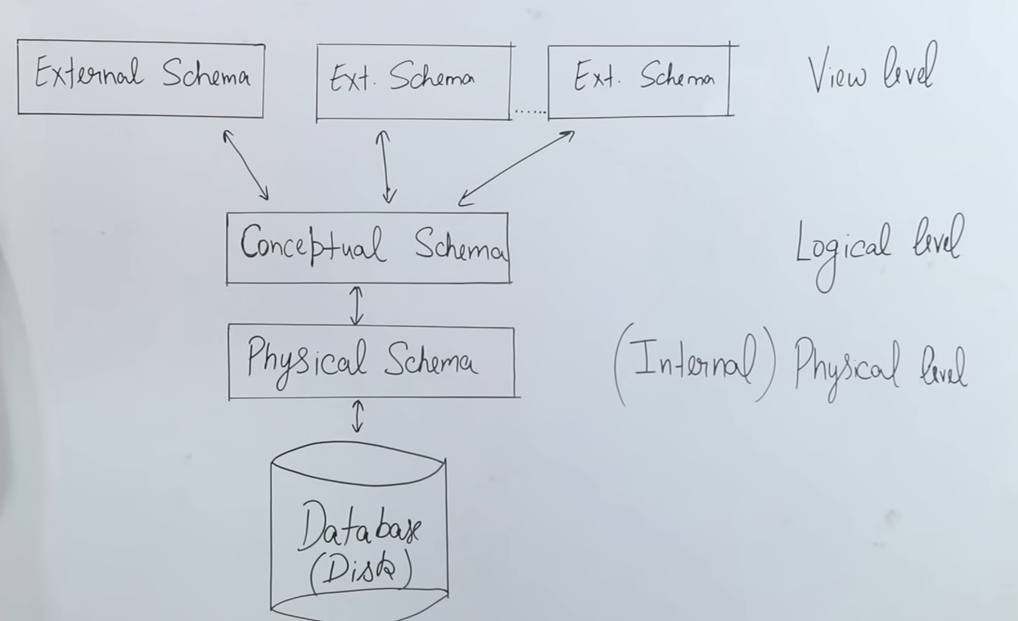 External Schema
Ext. Schema
......
Ext. Schema
View level
Conceptual Schema
Logical level
Physical Schema
(Internal) Physical level
Database
(Disk)